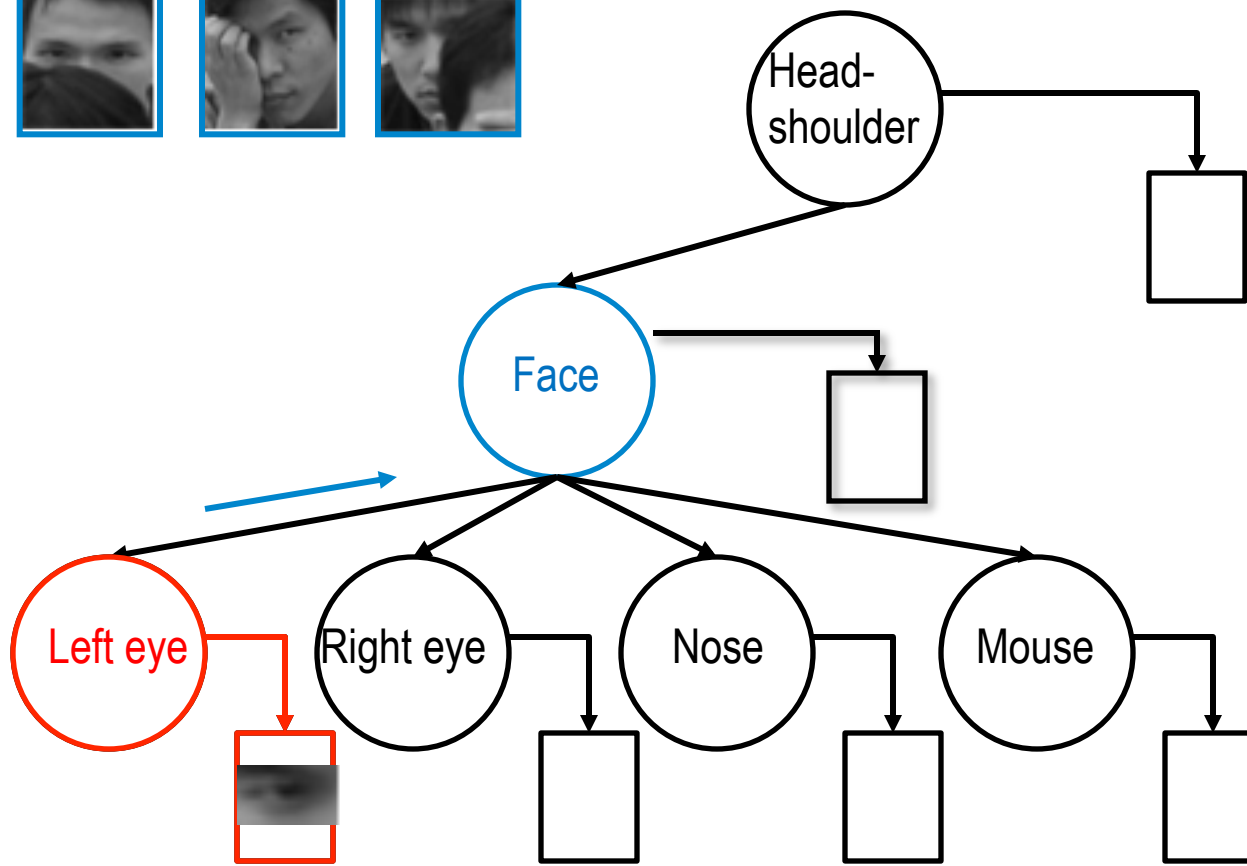 Head-
shoulder
Face
Left eye
Right eye
Nose
Mouse